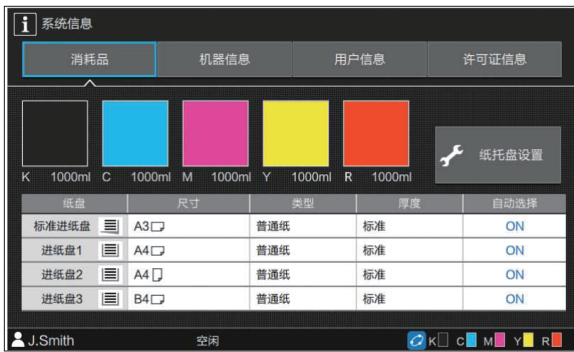 i 系统信息
消耗品 机器信息 用户信息 许可证信息
K 1000ml C 1000ml M 1000ml Y 1000ml R 1000ml
纸托盘设置
纸盘 尺寸 类型 厚度 自动选择
标准进纸盘 A3 普通纸 标准 ON
进纸盘1 A4 普通纸 标准 ON
进纸盘2 A4 普通纸 标准 ON
进纸盘3 B4 普通纸 标准 ON
J.Smith 空闲 K C M Y R